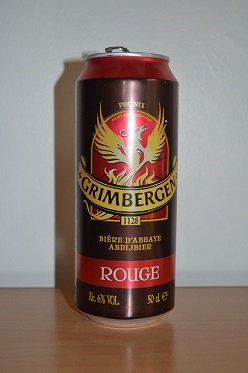 PHOENIX
GRIMBERGEN
1128
BIÈRE D'ABBAYE
ABDIJBIER
ROUGE
Alc. 6% VOL. 50 cl. e